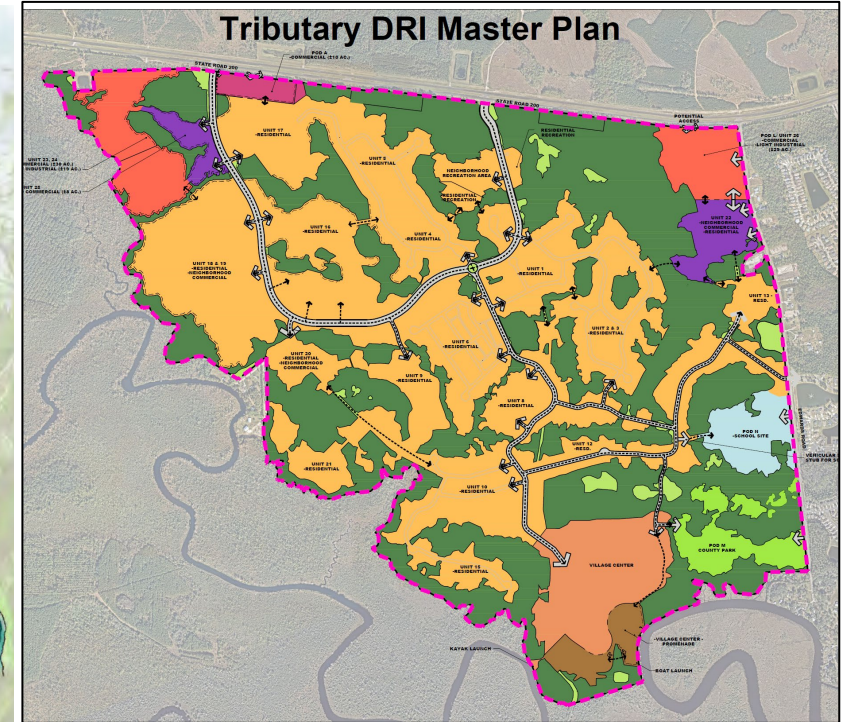 Tributary DRI Master Plan
POD A
-COMMERCIAL (±10 AC.)
STATE ROAD 200
STATE ROAD 200
POTENTIAL
ACCESS
RESIDENTIAL
RECREATION
UNIT 17
-RESIDENTIAL
UNIT 5
-RESIDENTIAL
NEIGHBORHOOD
RECREATION AREA
RESIDENTIAL
RECREATION
POD L; UNIT 25
-COMMERCIAL
-LIGHT INDUSTRIAL
UNIT 23, 24
UNIT 16
-RESIDENTIAL
UNIT 4
-RESIDENTIAL
UNIT 22
-NEIGHBORHOOD
COMMERCIAL
-RESIDENTIAL
UNIT 18 & 19
-RESIDENTIAL
-NEIGHBORHOOD
COMMERCIAL
UNIT 1
-RESIDENTIAL
UNIT 13 -
RESD.
UNIT 2 & 3
-RESIDENTIAL
UNIT 6
-RESIDENTIAL
UNIT 20
-RESIDENTIAL
-NEIGHBORHOOD
COMMERCIAL
UNIT 9
-RESIDENTIAL
UNIT 8
-RESIDENTIAL
POD N
-SCHOOL SITE
UNIT 12
-RESD.
VEHICULAR
STUB FOR
UNIT 21
-RESIDENTIAL
UNIT 10
-RESIDENTIAL
POD M
COUNTY PARK
UNIT 15
-RESIDENTIAL
VILLAGE CENTER
-VILLAGE CENTER -
PROMENADE
KAYAK LAUNCH
BOAT LAUNCH